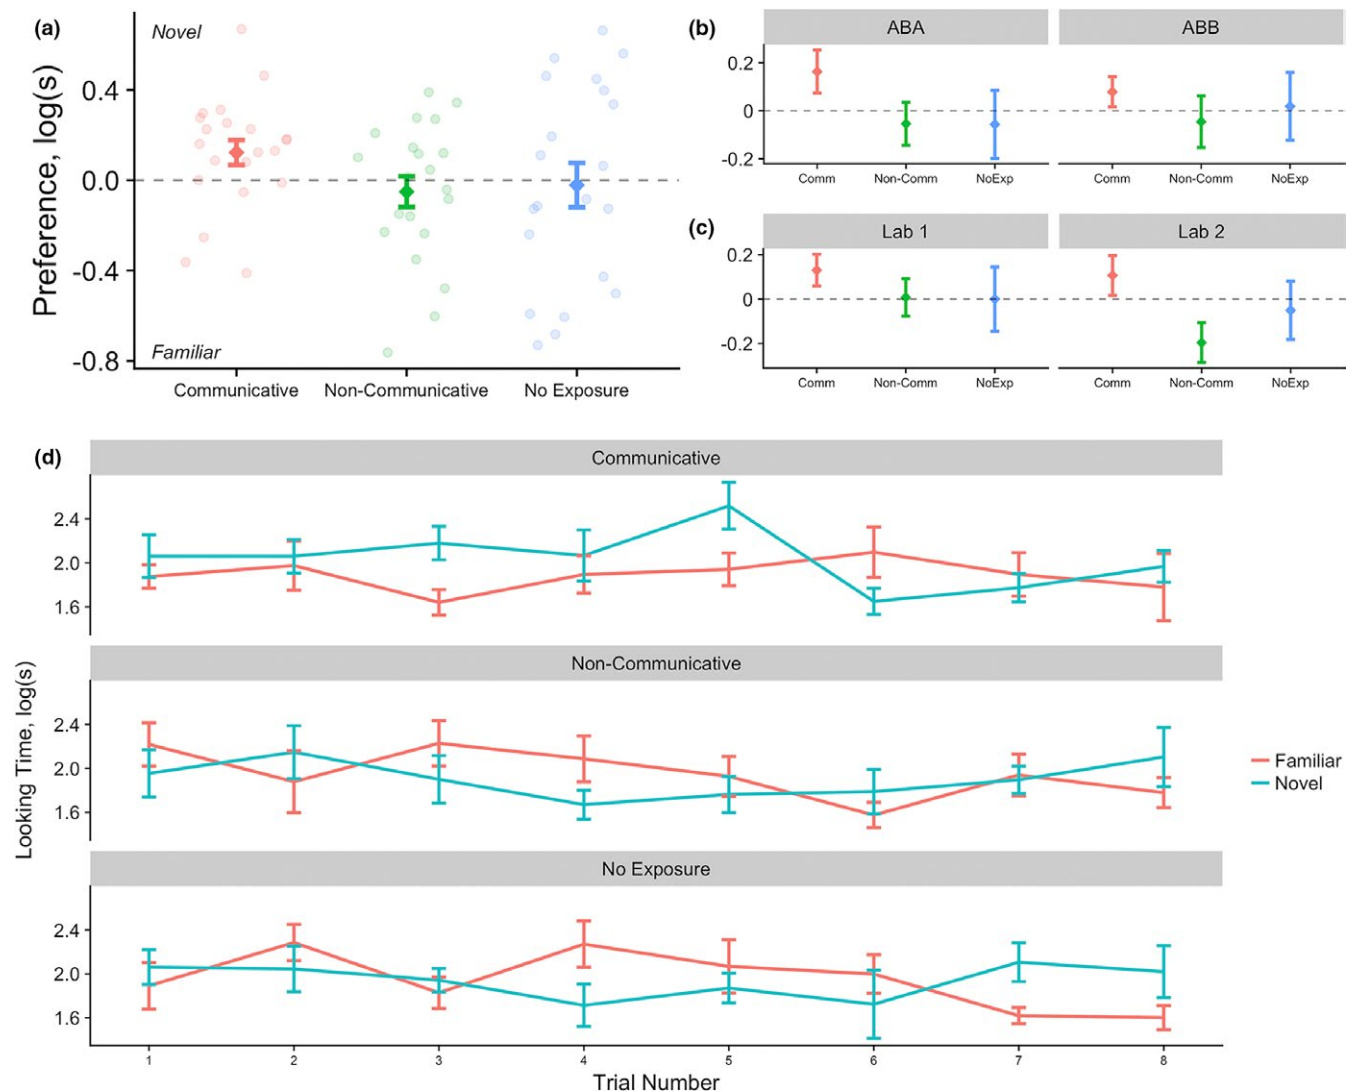 (a)
Novel
Preference, log(s)
0.4
0.0
-0.4
-0.8
Familiar
Communicative Non-Communicative No Exposure
(b)
ABA ABB
0.2
0
-0.2
Comm Non-Comm NoExp Comm Non-Comm NoExp
(c)
Lab 1 Lab 2
0.2
0
-0.2
Comm Non-Comm NoExp Comm Non-Comm NoExp
(d)
Communicative
2.4
2.0
1.6
Non-Communicative
Looking Time, log(s)
2.4
2.0
1.6
Familiar
Novel
No Exposure
2.4
2.0
1.6
1 2 3 4 5 6 7 8
Trial Number